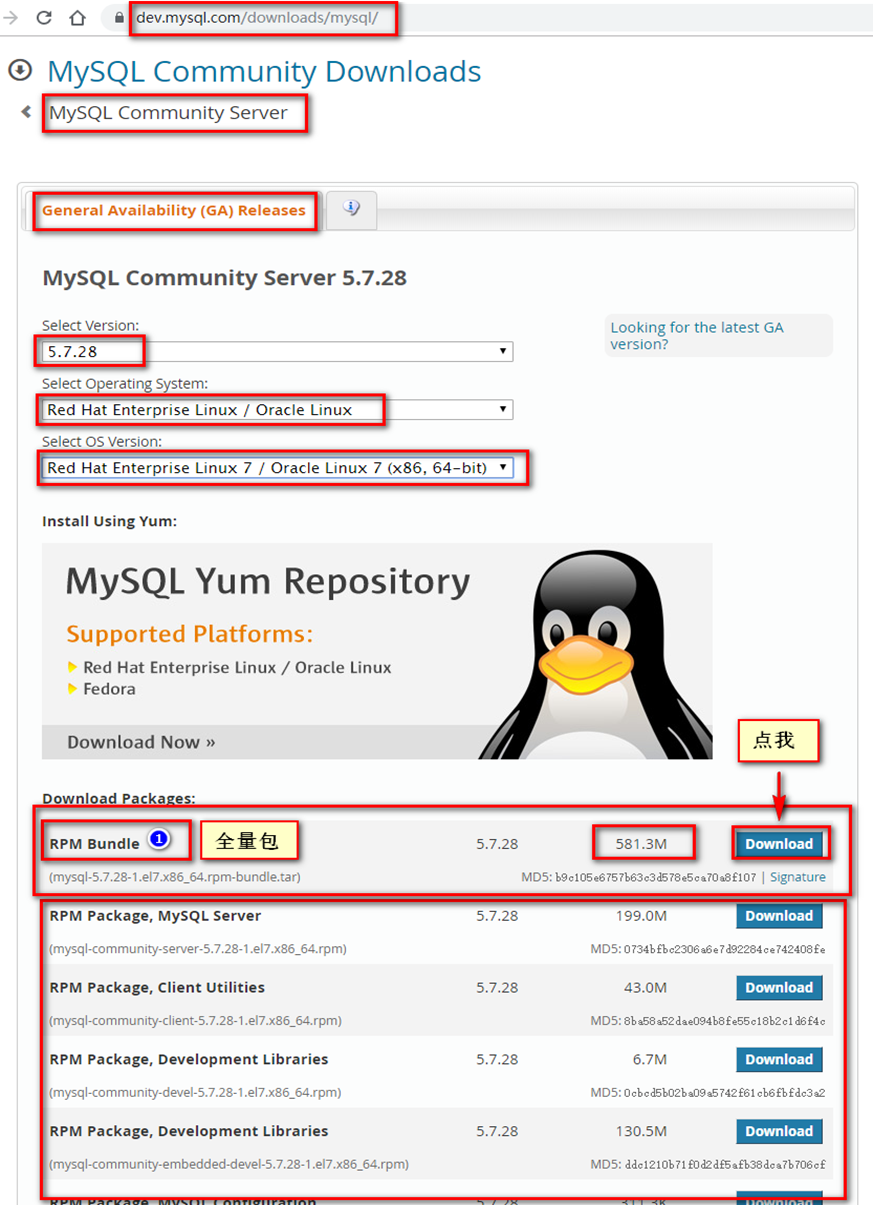 dev.mysql.com/downloads/mysql/
MySQL Community Downloads
MySQL Community Server
General Availability (GA) Releases
MySQL Community Server 5.7.28
Select Version:
5.7.28
Looking for the latest GA
version?
Select Operating System:
Red Hat Enterprise Linux / Oracle Linux
Select OS Version:
Red Hat Enterprise Linux 7 / Oracle Linux 7 (x86, 64-bit)
Install Using Yum:
MySQL Yum Repository
Supported Platforms:
Red Hat Enterprise Linux / Oracle Linux
Fedora
Download Now »
点我
Download Packages:
RPM Bundle 1 全量包 5.7.28 581.3M Download
(mysql-5.7.28-1.el7.x86_64.rpm-bundle.tar) MD5: b9c105e6757b63c3d578e5ca70a8f107 | Signature
RPM Package, MySQL Server 5.7.28 199.0M Download
(mysql-community-server-5.7.28-1.el7.x86_64.rpm) MD5: 0734bfbc2306a6e7d92284ce742408fe
RPM Package, Client Utilities 5.7.28 43.0M Download
(mysql-community-client-5.7.28-1.el7.x86_64.rpm) MD5: 8ba58a52dae094b8fe55c18b2c1d6f4c
RPM Package, Development Libraries 5.7.28 6.7M Download
(mysql-community-devel-5.7.28-1.el7.x86_64.rpm) MD5: 0cbcd5b02ba09a5742f61cb6fbfdc3a2
RPM Package, Development Libraries 5.7.28 130.5M Download
(mysql-community-embedded-devel-5.7.28-1.el7.x86_64.rpm) MD5: ddc1210b71f0d2df5afb38dca7b706cf
RPM Package, MySQL Configuration 5.7.28 311.3K Download